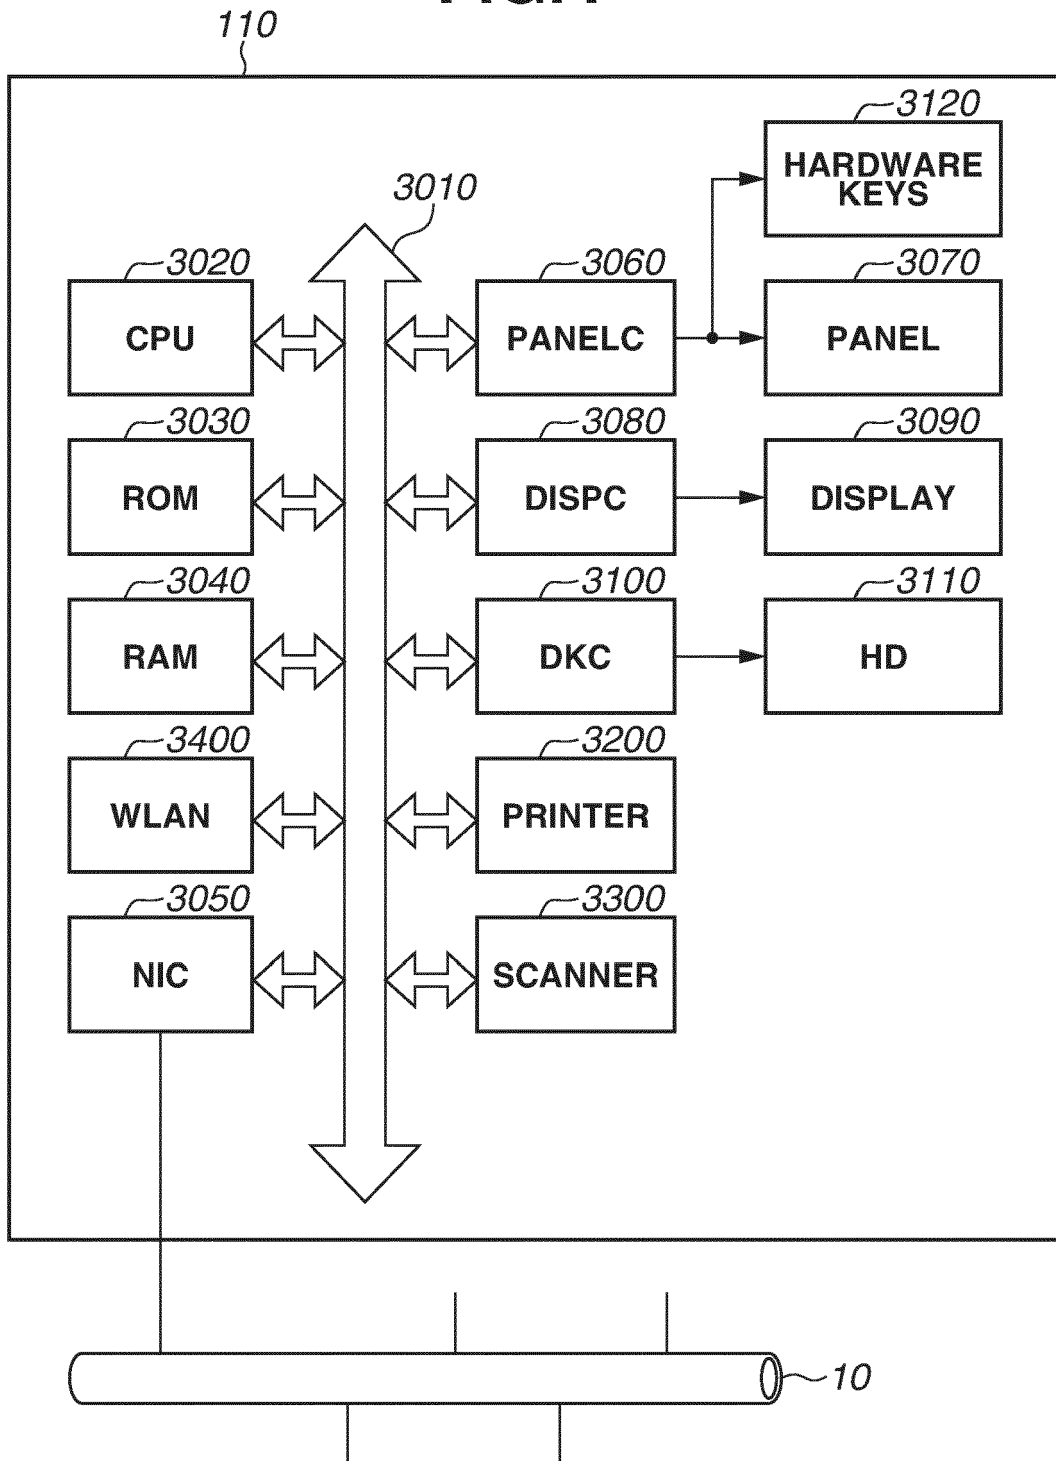 110
3120
HARDWARE
KEYS
3010
3020
CPU
3060
PANELC
3070
PANEL
3030
ROM
3080
DISPC
3090
DISPLAY
3040
RAM
3100
DKC
3110
HD
3400
WLAN
3200
PRINTER
3050
NIC
3300
SCANNER
10